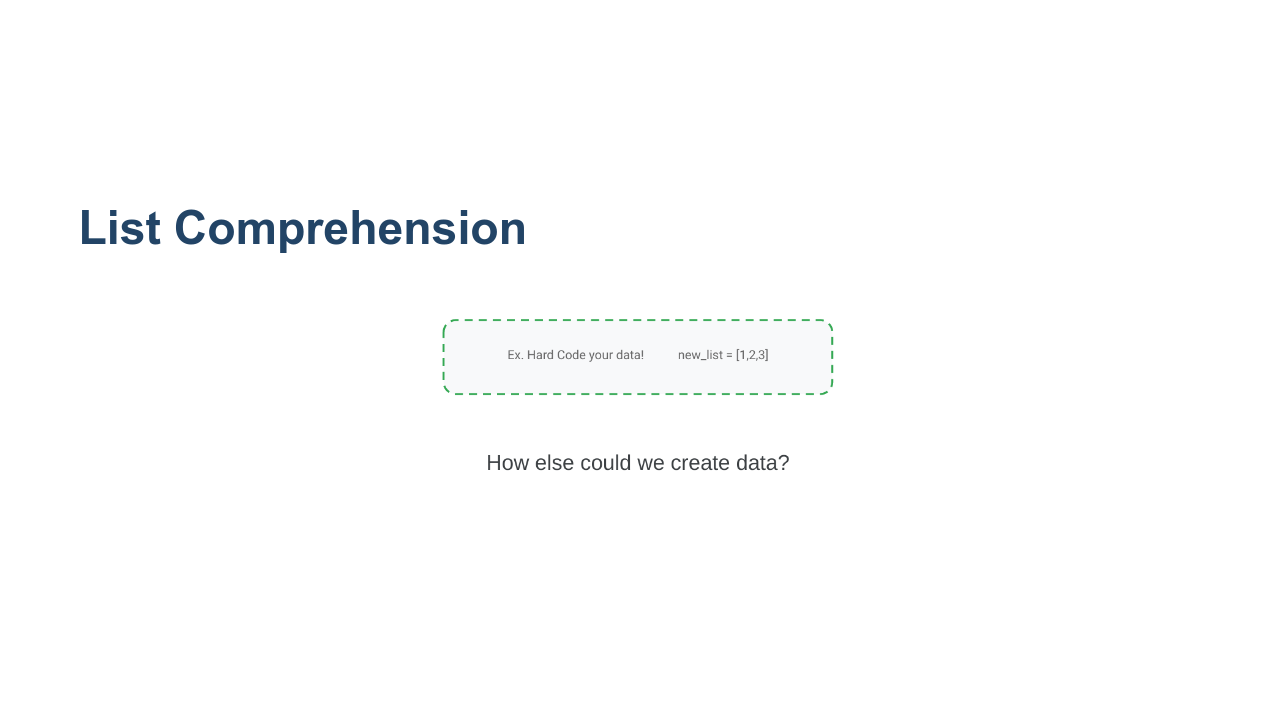 List Comprehension
Ex. Hard Code your data! new_list = [1,2,3]
How else could we create data?